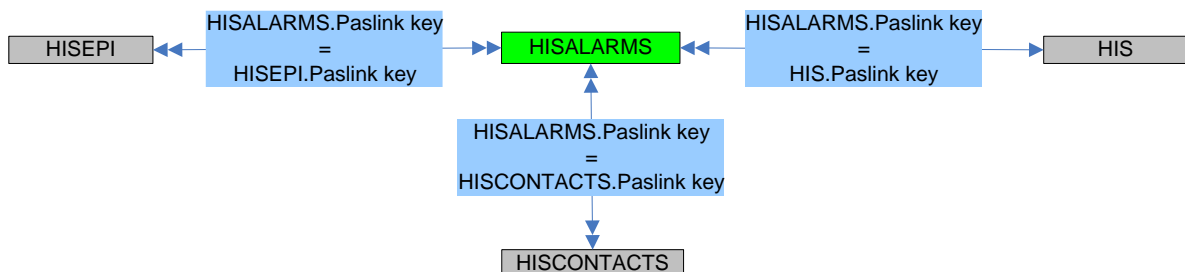 HISEPI
HISALARMS.Paslink key
=
HISEPI.Paslink key
HISALARMS
HISALARMS.Paslink key
=
HIS.Paslink key
HIS
HISALARMS.Paslink key
=
HISCONTACTS.Paslink key
HISCONTACTS